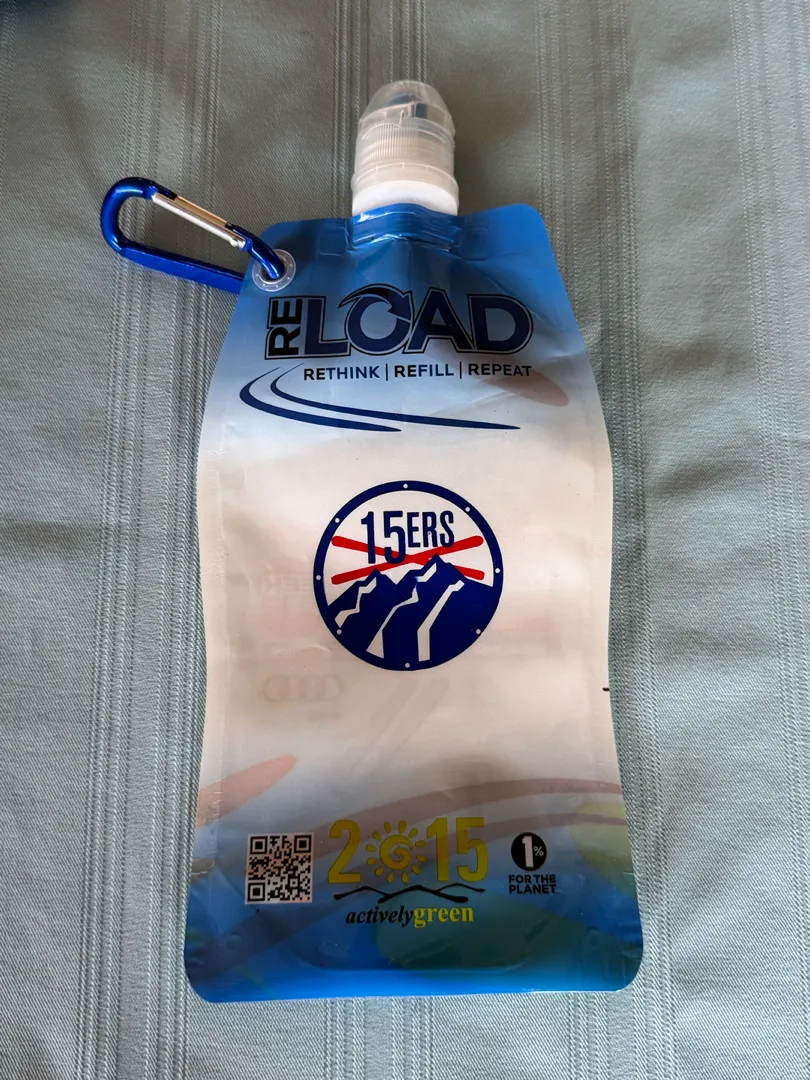 RELOAD
RETHINK | REFILL | REPEAT
15ERS
2015
activelygreen
1%
FOR THE
PLANET